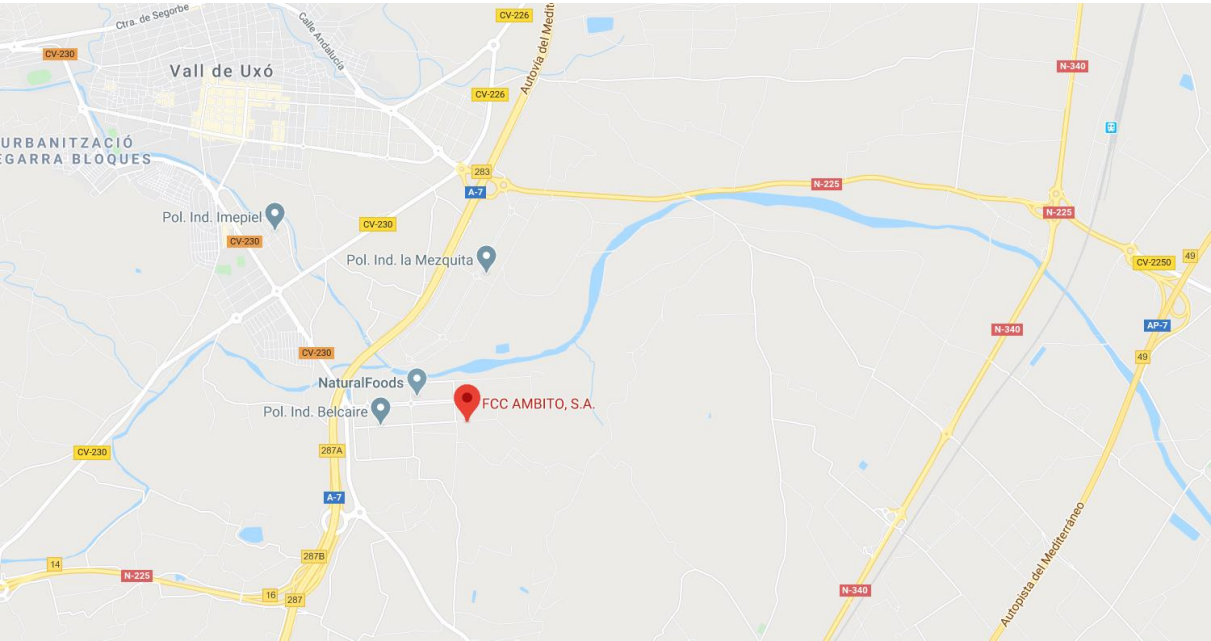 Ctra. de Segorbe
CV-226
CV-230
Calle Andalucía
Autovía del Medit
N-340
Vall de Uxó
CV-226
URBANITZACIÓ
EGARRA BLOQUES
283
A-7
N-225
Pol. Ind. Imepiel
CV-230
CV-230
N-225
Pol. Ind. la Mezquita
49
CV-2250
AP-7
N-340
CV-230
49
NaturalFoods
FCC AMBITO, S.A.
Pol. Ind. Belcaire
CV-230
287A
A-7
287B
14
N-225
16
287
N-340
Autopista del Mediterráneo